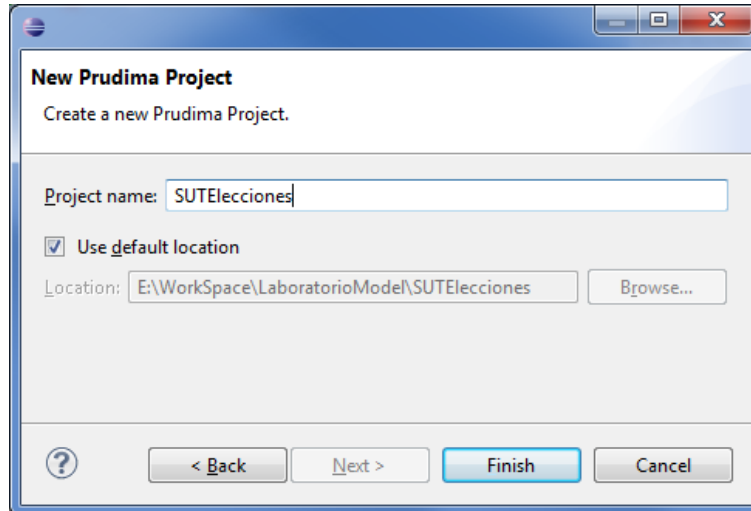 New Prudima Project
Create a new Prudima Project.
Project name: SUTElecciones
Use default location
Location: E:\WorkSpace\LaboratorioModel\SUTElecciones Browse...
? < Back Next > Finish Cancel